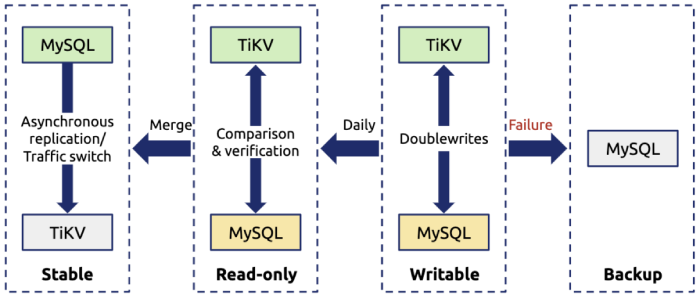 MySQL
Asynchronous
replication/
Traffic switch
TiKV
Stable
Merge
TiKV
Comparison
& verification
MySQL
Read-only
Daily
TiKV
Doublewrites
MySQL
Writable
Failure
MySQL
Backup